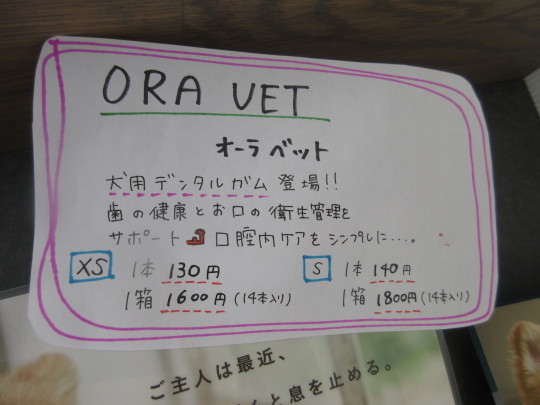 ORA VET
オーラベット
犬用デンタルガム 登場!!
歯の健康とお口の衛生管理を
サポート 口腔内ケアをシンプルに・・・。
XS 1本 130円
1箱 1600円 (14本入り)
S 1本 140円
1箱 1800円 (14本入り)
ご主人は最近、
と息を止める。